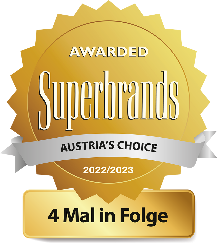 AWARDED
Superbrands
AUSTRIA'S CHOICE
2022/2023
4 Mal in Folge